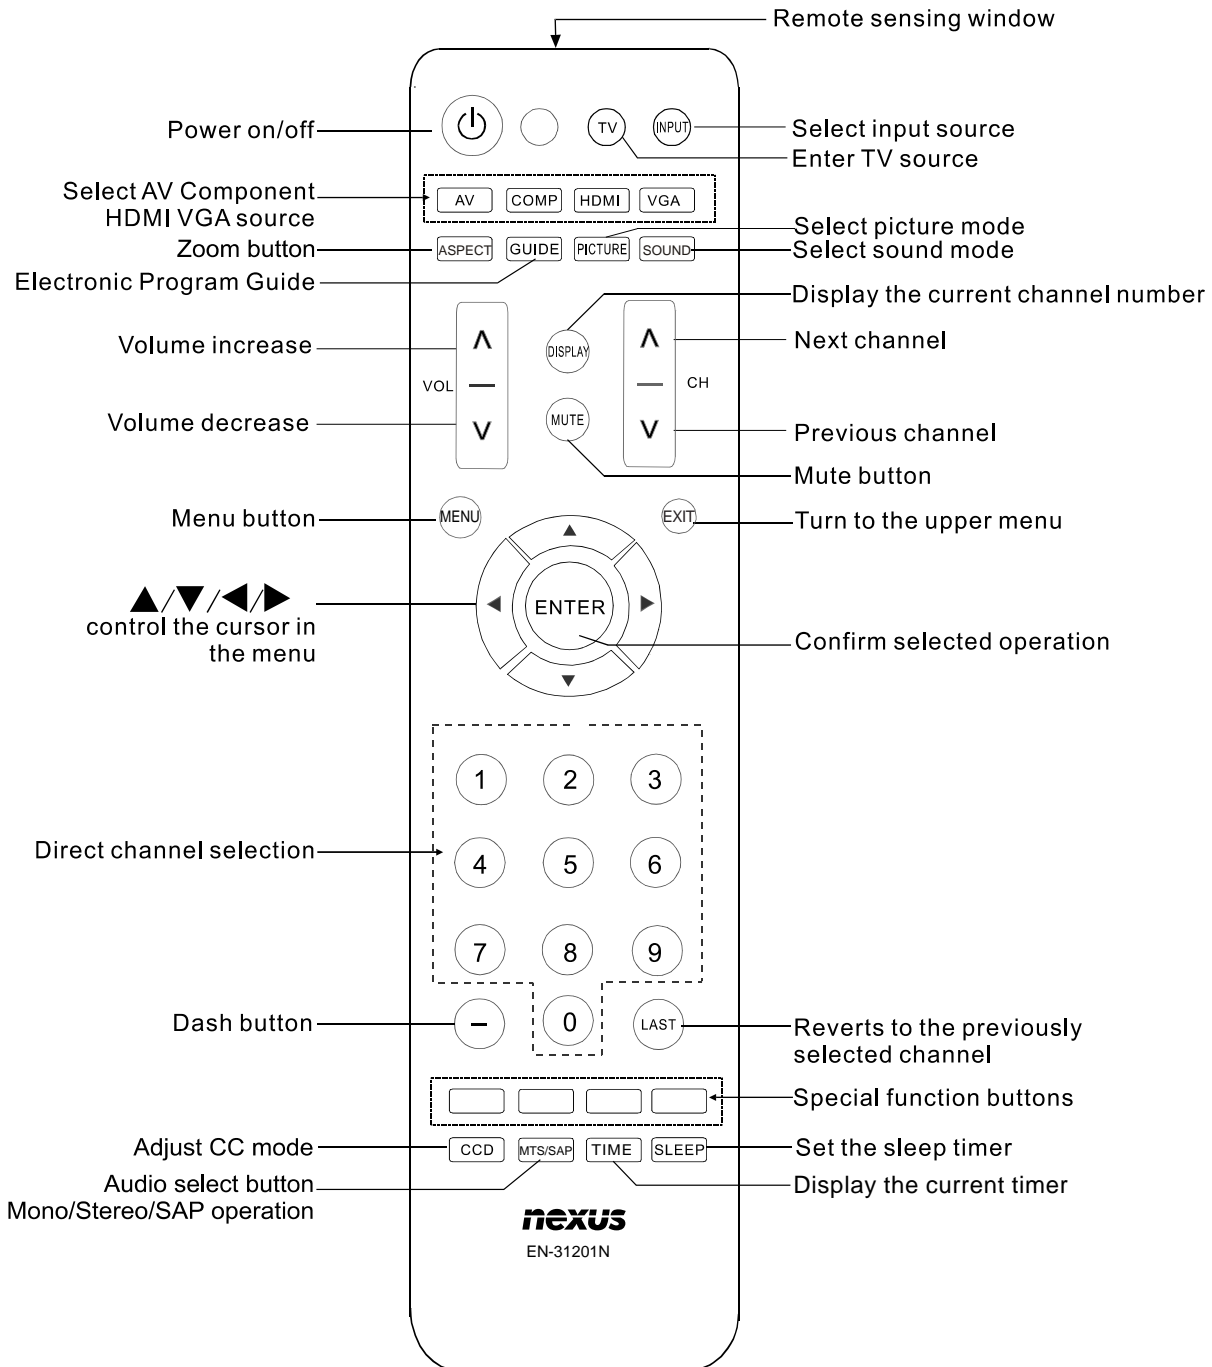 Remote sensing window
Power on/off
TV
INPUT
Select input source
Enter TV source
Select AV Component
HDMI VGA source
AV
COMP
HDMI
VGA
Select picture mode
Zoom button
ASPECT
GUIDE
PICTURE
SOUND
Select sound mode
Electronic Program Guide
Display the current channel number
Volume increase
DISPLAY
Next channel
VOL
CH
Volume decrease
MUTE
Previous channel
Mute button
Menu button
MENU
EXIT
Turn to the upper menu
▲/▼/◀/▶
control the cursor in
the menu
ENTER
Confirm selected operation
1
2
3
Direct channel selection
4
5
6
7
8
9
Dash button
–
0
LAST
Reverts to the previously
selected channel
Special function buttons
Adjust CC mode
CCD
MTS/SAP
TIME
SLEEP
Set the sleep timer
Audio select button
Mono/Stereo/SAP operation
Display the current timer
nexus
EN-31201N